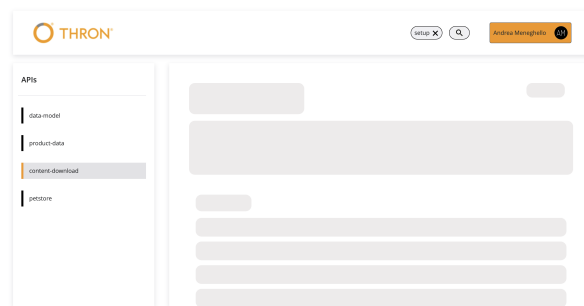 THRON
setup
Andrea Meneghello
AM
APIs
data-model
product-data
content-download
petstore